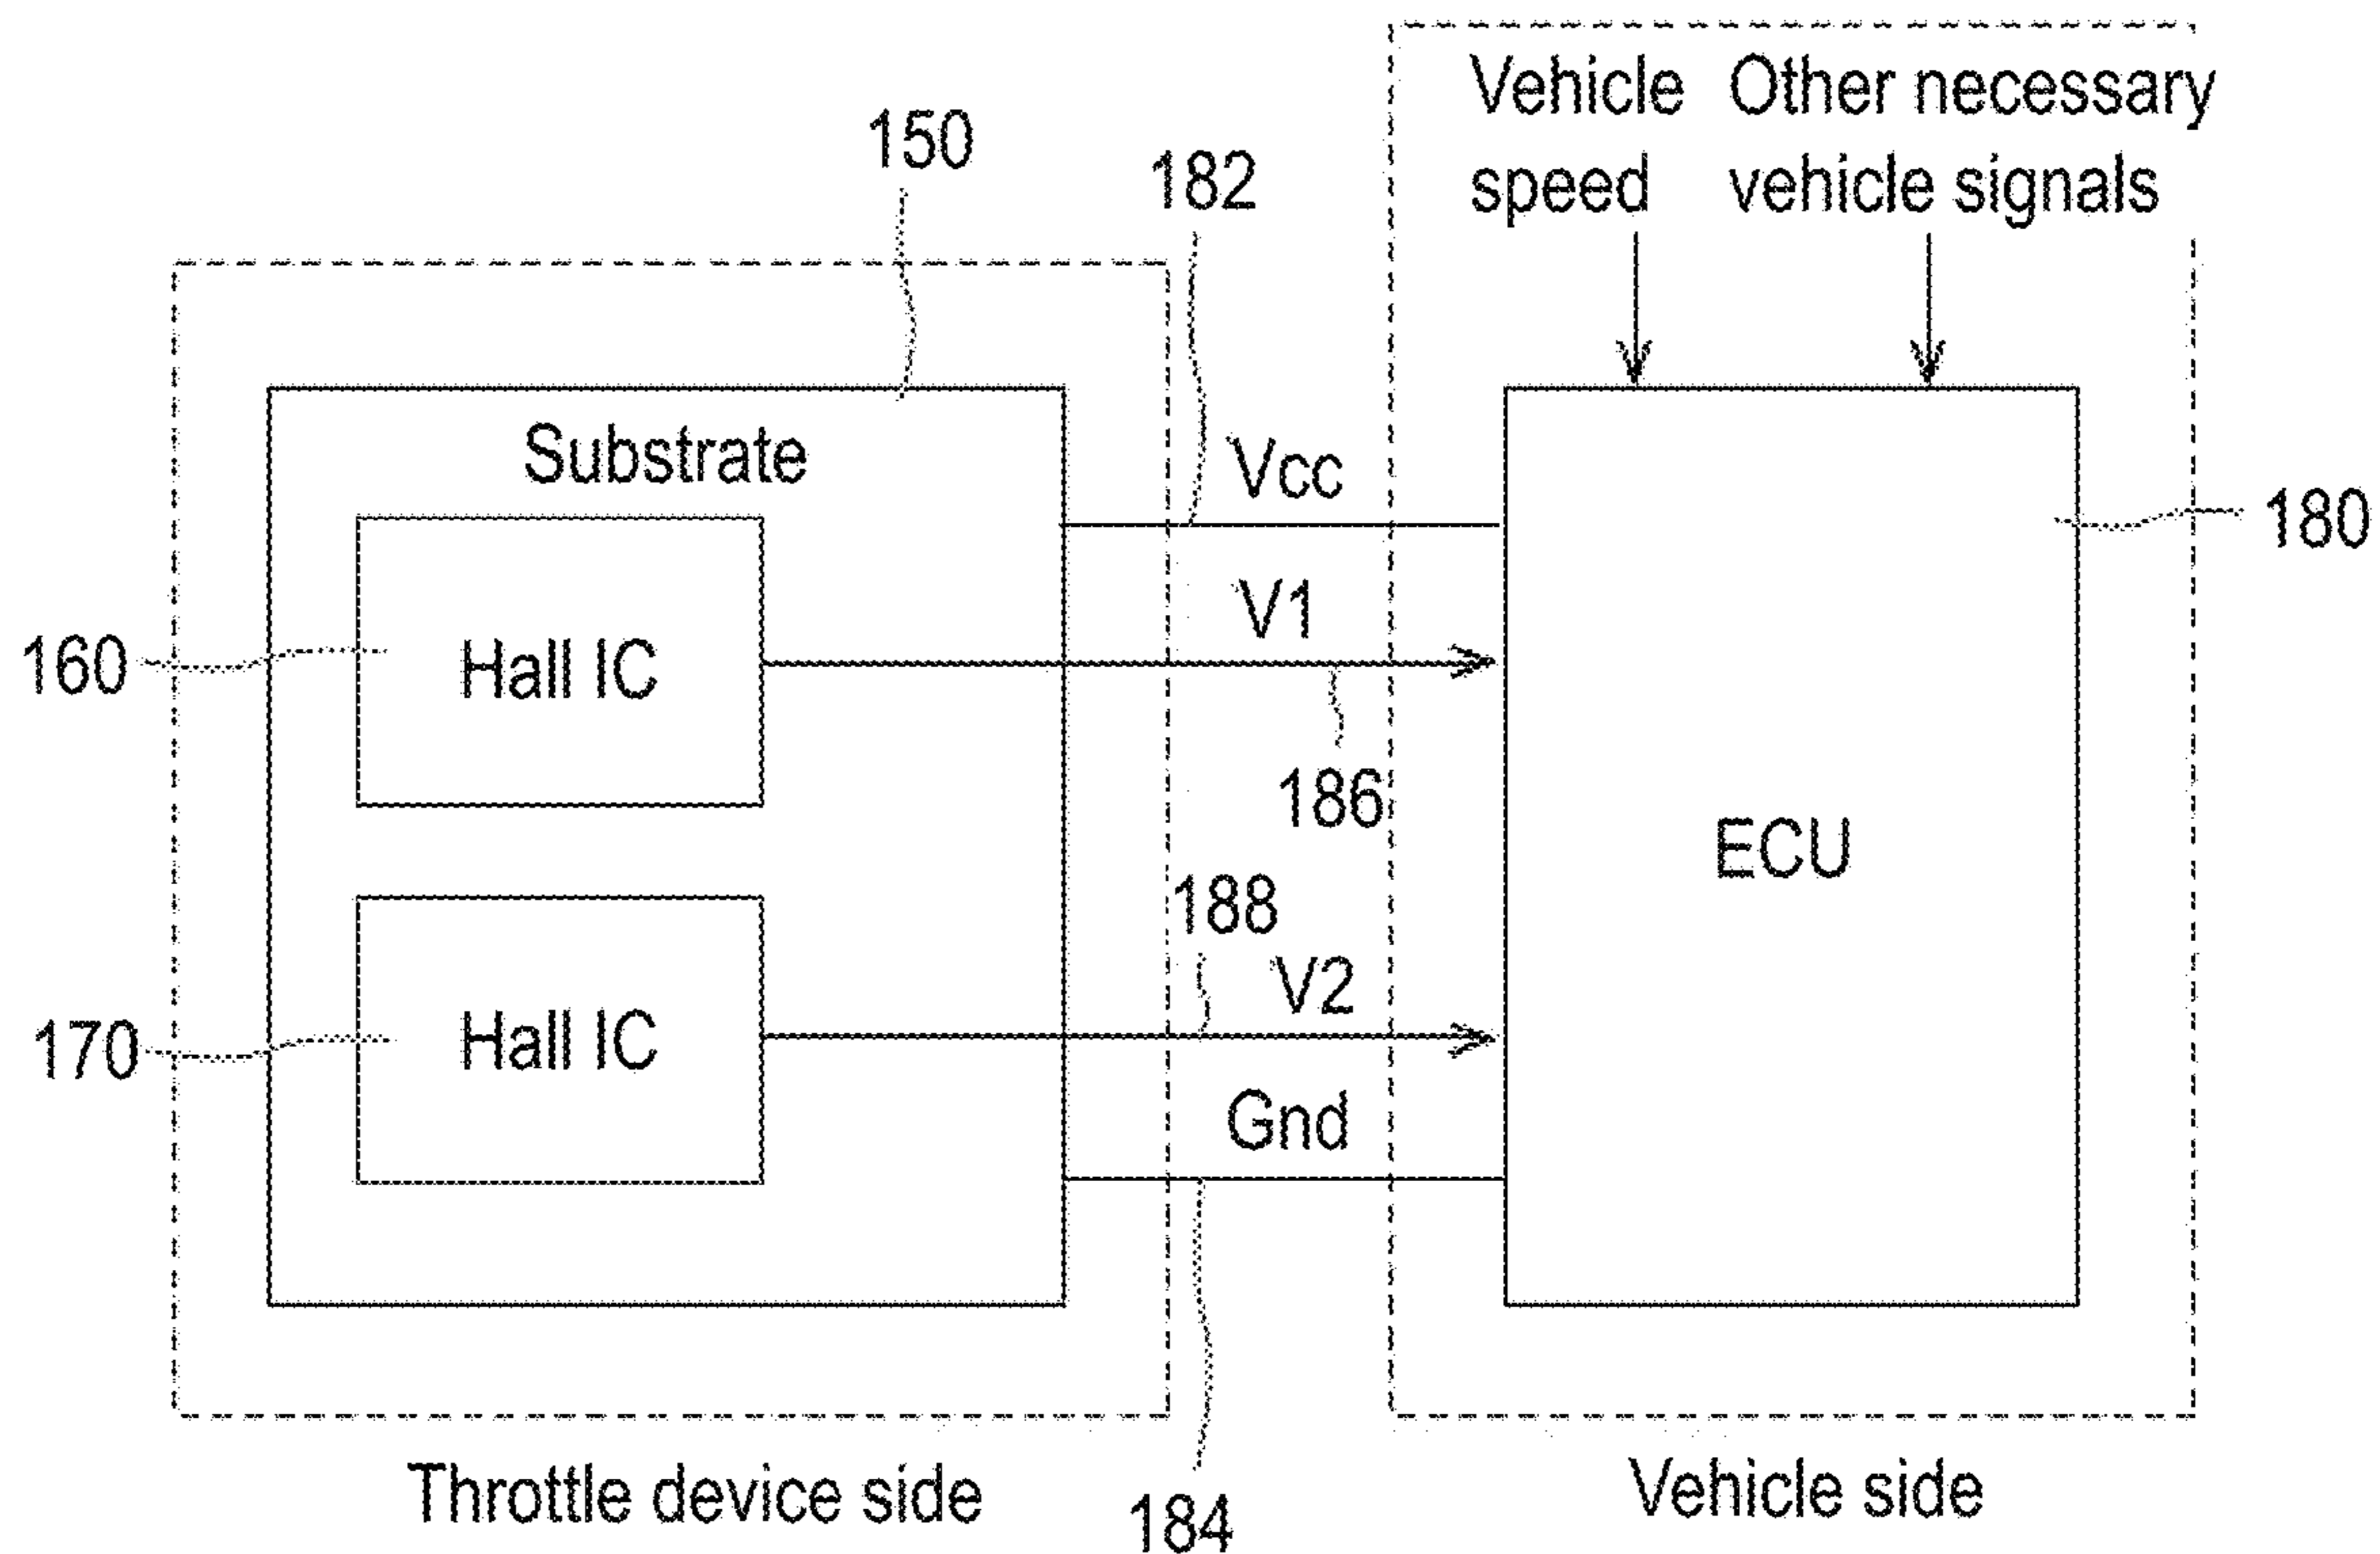 Vehicle Other necessary
speed vehicle signals
150
182
Substrate
Vcc
180
V1
160
Hall IC
186
ECU
188
V2
170
Hall IC
Gnd
Throttle device side
184
Vehicle side